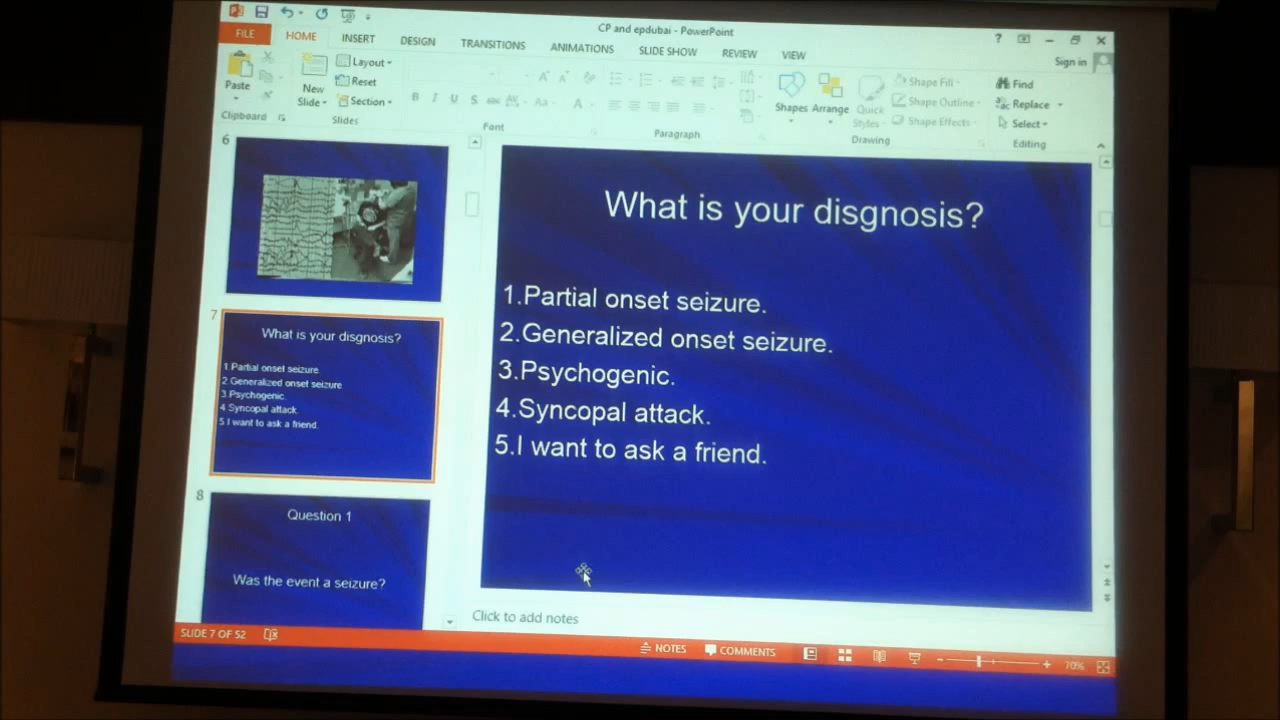 CP and epdubai - PowerPoint
?
FILE
HOME
INSERT
DESIGN
TRANSITIONS
ANIMATIONS
SLIDE SHOW
REVIEW
VIEW
Sign in
Paste
Clipboard
New
Slide
Layout
Reset
Section
Slides
B I U S abc AV Aa A
Font
Paragraph
Shapes
Arrange
Quick
Styles
Shape Fill
Shape Outline
Shape Effects
Drawing
Find
Replace
Select
Editing
6
7
What is your disgnosis?
1.Partial onset seizure.
2.Generalized onset seizure
3.Psychogenic.
4.Syncopal attack.
5.I want to ask a friend.
8
Question 1
Was the event a seizure?
What is your disgnosis?
1.Partial onset seizure.
2.Generalized onset seizure.
3.Psychogenic.
4.Syncopal attack.
5.I want to ask a friend.
Click to add notes
SLIDE 7 OF 52
NOTES
COMMENTS
70%